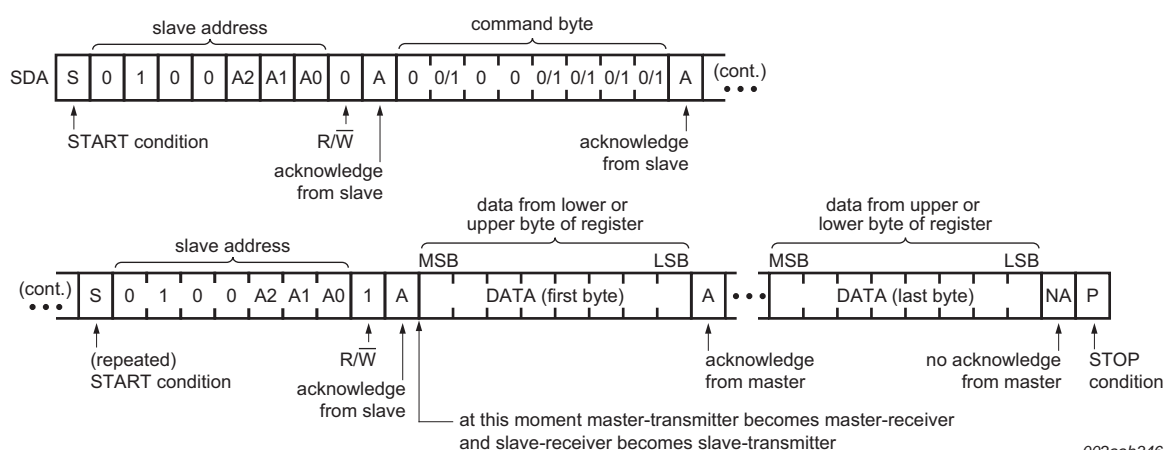 slave address
command byte
SDA S 0 1 0 0 A2 A1 A0 0 A 0 0/1 0 0 0/1 0/1 0/1 0/1 A (cont.)
START condition
R/W
acknowledge
from slave
acknowledge
from slave
data from lower or
upper byte of register
data from upper or
lower byte of register
slave address
MSB LSB MSB LSB
(cont.) S 0 1 0 0 A2 A1 A0 1 A DATA (first byte) A DATA (last byte) NA P
(repeated)
START condition
R/W
acknowledge
from slave
acknowledge
from master
no acknowledge
from master
STOP
condition
at this moment master-transmitter becomes master-receiver
and slave-receiver becomes slave-transmitter